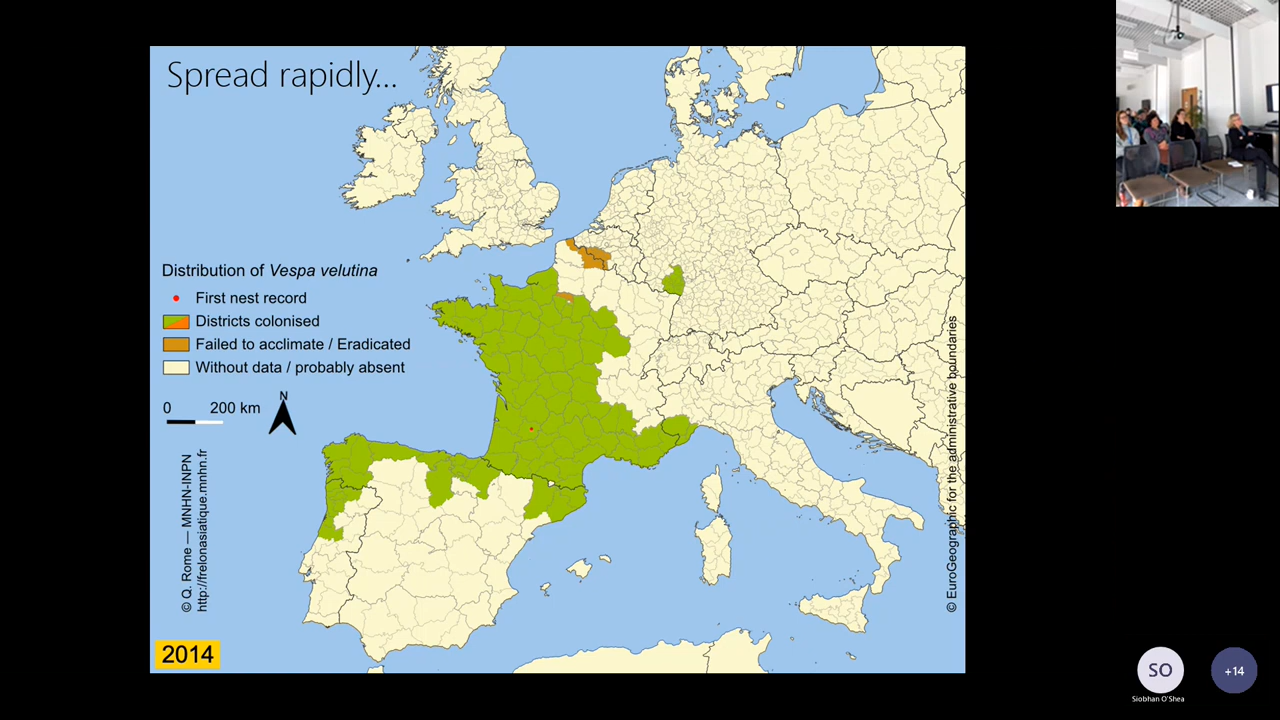 Spread rapidly...
Distribution of Vespa velutina
First nest record
Districts colonised
Failed to acclimate / Eradicated
Without data / probably absent
0 200 km
N
© Q. Rome — MNHN-INPN
http://frelonasiatique.mnhn.fr
© EuroGeographic for the administrative boundaries
2014
SO
+14
Siobhan O'Shea